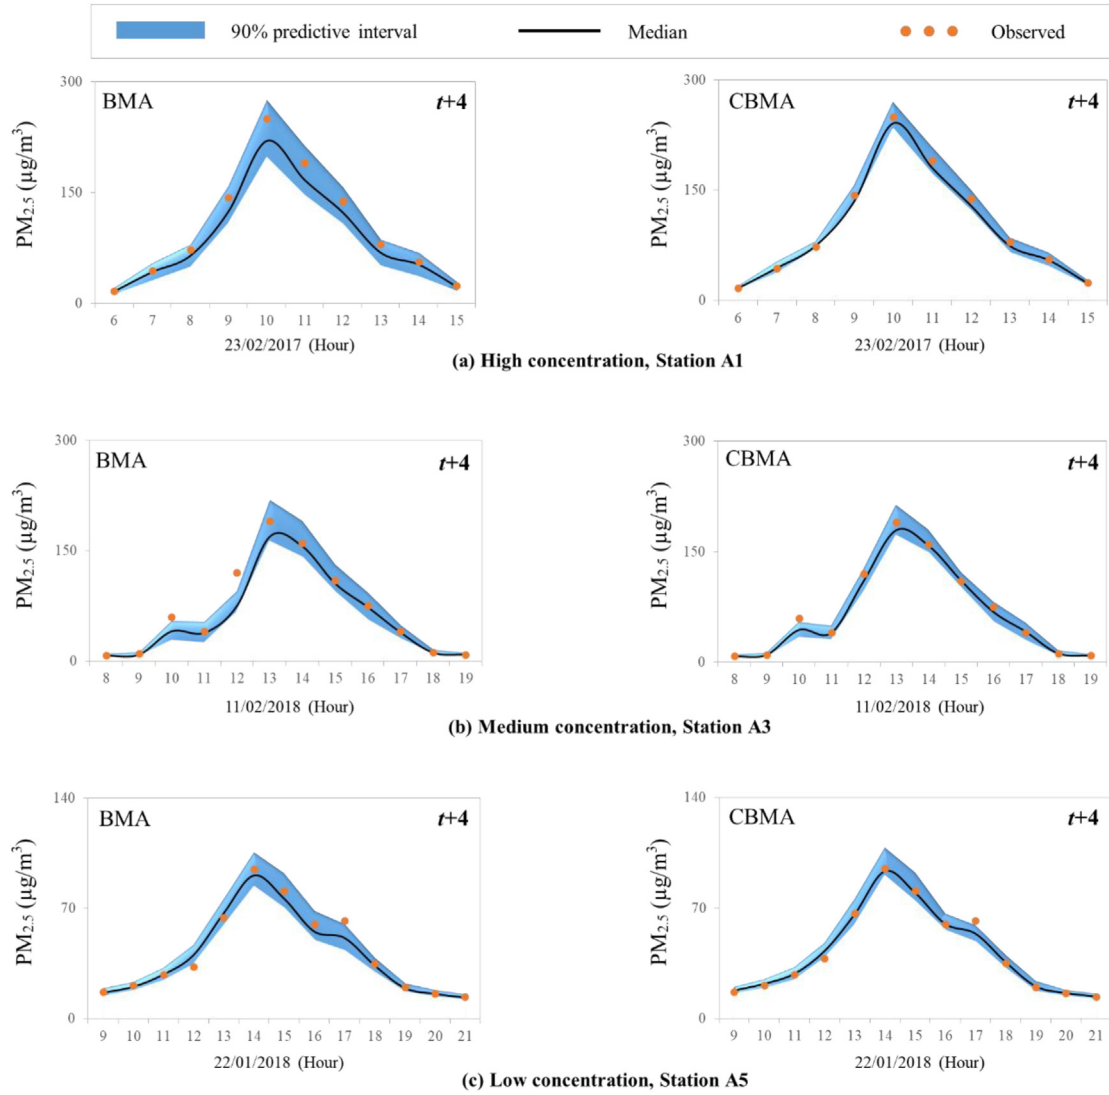 90% predictive interval Median Observed
BMA t+4
PM2.5 (µg/m³)
300
150
0
6 7 8 9 10 11 12 13 14 15
23/02/2017 (Hour)
CBMA t+4
PM2.5 (µg/m³)
300
150
0
6 7 8 9 10 11 12 13 14 15
23/02/2017 (Hour)
(a) High concentration, Station A1
BMA t+4
PM2.5 (µg/m³)
300
150
0
8 9 10 11 12 13 14 15 16 17 18 19
11/02/2018 (Hour)
CBMA t+4
PM2.5 (µg/m³)
300
150
0
8 9 10 11 12 13 14 15 16 17 18 19
11/02/2018 (Hour)
(b) Medium concentration, Station A3
BMA t+4
PM2.5 (µg/m³)
140
70
0
9 10 11 12 13 14 15 16 17 18 19 20 21
22/01/2018 (Hour)
CBMA t+4
PM2.5 (µg/m³)
140
70
0
9 10 11 12 13 14 15 16 17 18 19 20 21
22/01/2018 (Hour)
(c) Low concentration, Station A5